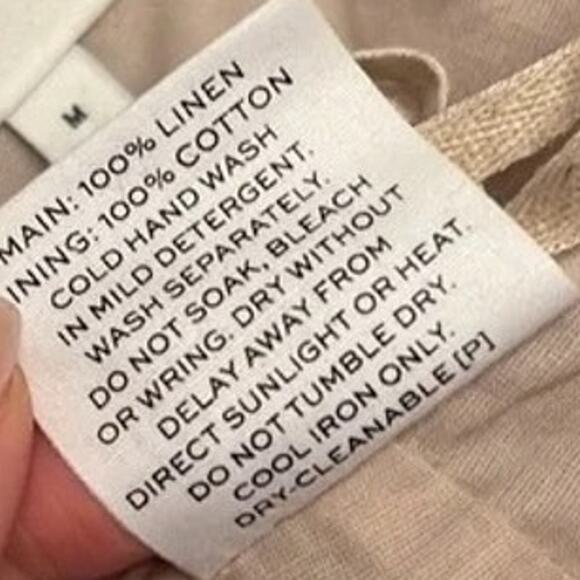 M
MAIN: 100% LINEN
INING: 100% COTTON
COLD HAND WASH
IN MILD DETERGENT.
WASH SEPARATELY.
DO NOT SOAK, BLEACH
OR WRING. DRY WITHOUT
DELAY AWAY FROM
DIRECT SUNLIGHT OR HEAT.
DO NOT TUMBLE DRY.
COOL IRON ONLY.
DRY-CLEANABLE [P]